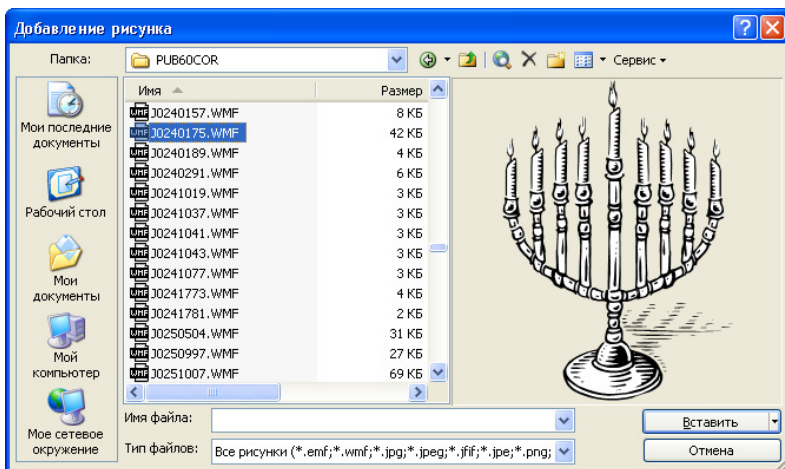 Добавление рисунка
Папка:
PUB60COR
Сервис
Мои последние
документы
Рабочий стол
Мои
документы
Мой
компьютер
Мое сетевое
окружение
Имя
Размер
J0240157.WMF 8 КБ
J0240175.WMF 42 КБ
J0240189.WMF 4 КБ
J0240291.WMF 6 КБ
J0241019.WMF 3 КБ
J0241037.WMF 3 КБ
J0241041.WMF 3 КБ
J0241043.WMF 3 КБ
J0241077.WMF 3 КБ
J0241773.WMF 4 КБ
J0241781.WMF 2 КБ
J0250504.WMF 31 КБ
J0250997.WMF 27 КБ
J0251007.WMF 69 КБ
Имя файла:
Тип файлов:
Все рисунки (*.emf;*.wmf;*.jpg;*.jpeg;*.jfif;*.jpe;*.png;
Вставить
Отмена